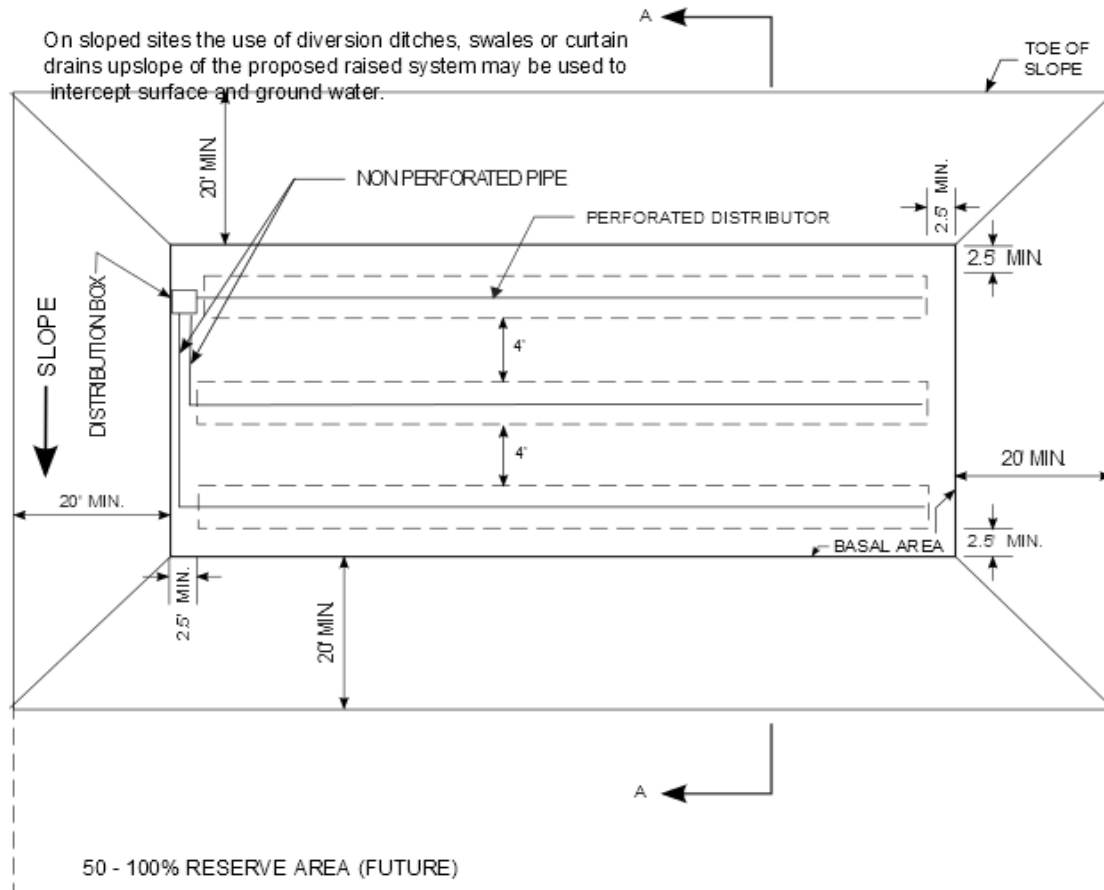 A
On sloped sites the use of diversion ditches, swales or curtain
drains upslope of the proposed raised system may be used to
intercept surface and ground water.
TOE OF
SLOPE
20' MIN.
NON PERFORATED PIPE
PERFORATED DISTRIBUTOR
2.5' MIN.
2.5' MIN.
DISTRIBUTION BOX
SLOPE
4'
4'
20' MIN.
20' MIN.
BASAL AREA
2.5' MIN.
2.5' MIN.
20' MIN.
A
50 - 100% RESERVE AREA (FUTURE)